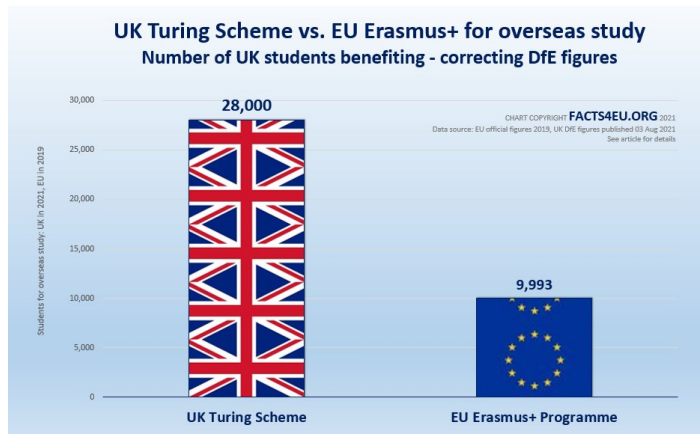 UK Turing Scheme vs. EU Erasmus+ for overseas study
Number of UK students benefiting - correcting DfE figures
CHART COPYRIGHT FACTS4EU.ORG 2021
Data source: EU official figures 2019, UK DfE figures published 03 Aug 2021
See article for details
Students for overseas study: UK in 2021, EU in 2019
30,000
25,000
20,000
15,000
10,000
5,000
0
28,000
9,993
UK Turing Scheme
EU Erasmus+ Programme